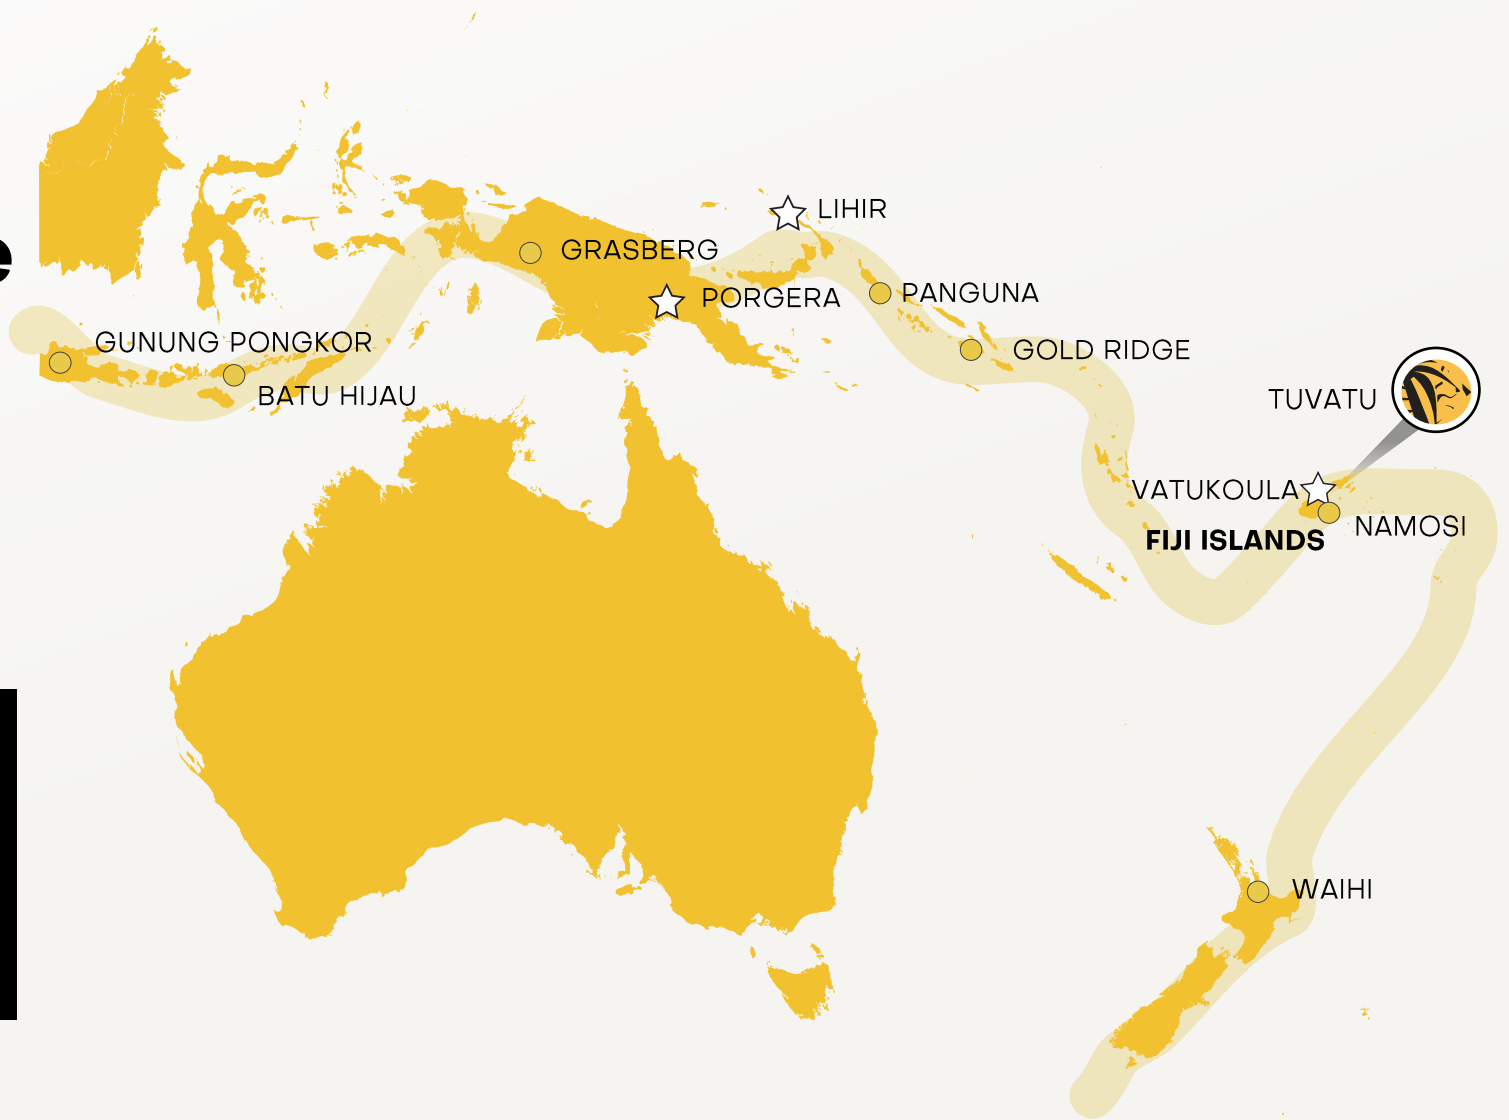 e
LIHIR
GRASBERG
PORGERA
PANGUNA
GUNUNG PONGKOR
GOLD RIDGE
BATU HIJAU
TUVATU
VATUKOULA
NAMOSI
FIJI ISLANDS
WAIHI